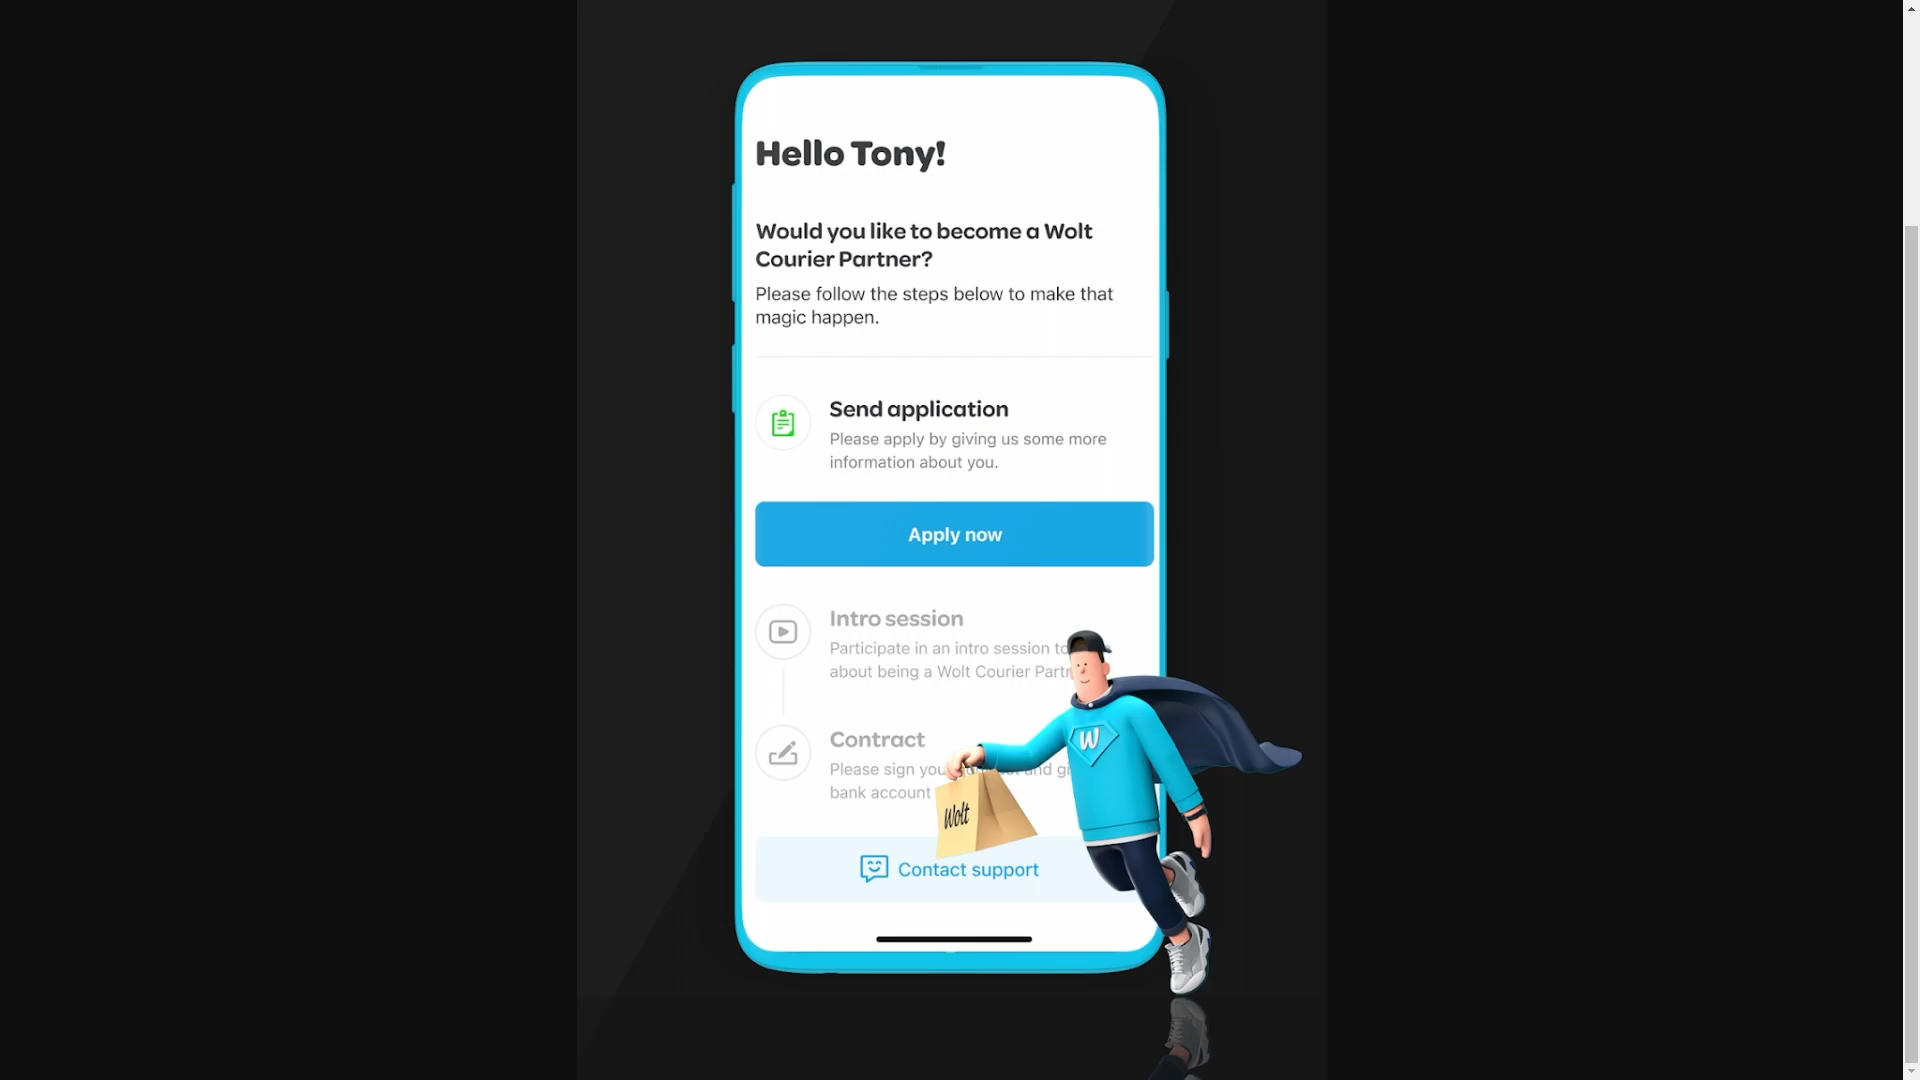 Hello Tony!
Would you like to become a Wolt
Courier Partner?
Please follow the steps below to make that
magic happen.
Send application
Please apply by giving us some more
information about you.
Apply now
Intro session
Participate in an intro session to
about being a Wolt Courier
Contract
Please sign and
bank account
W
Wolt
Contact support